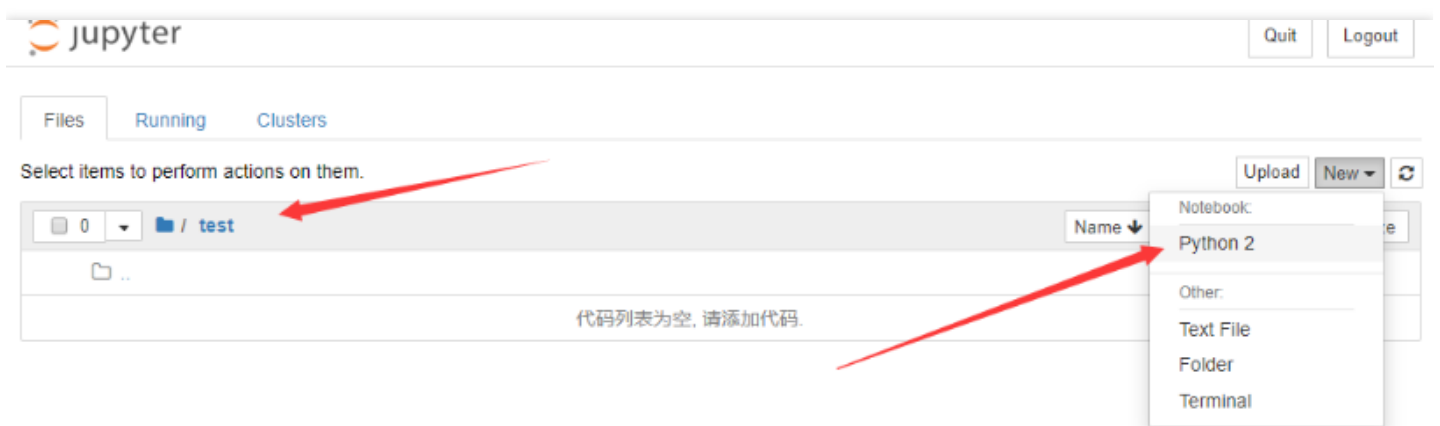 jupyter
Quit Logout
Files Running Clusters
Select items to perform actions on them.
Upload New
0 / test
Name e
Notebook:
Python 2
..
Other:
代码列表为空, 请添加代码.
Text File
Folder
Terminal